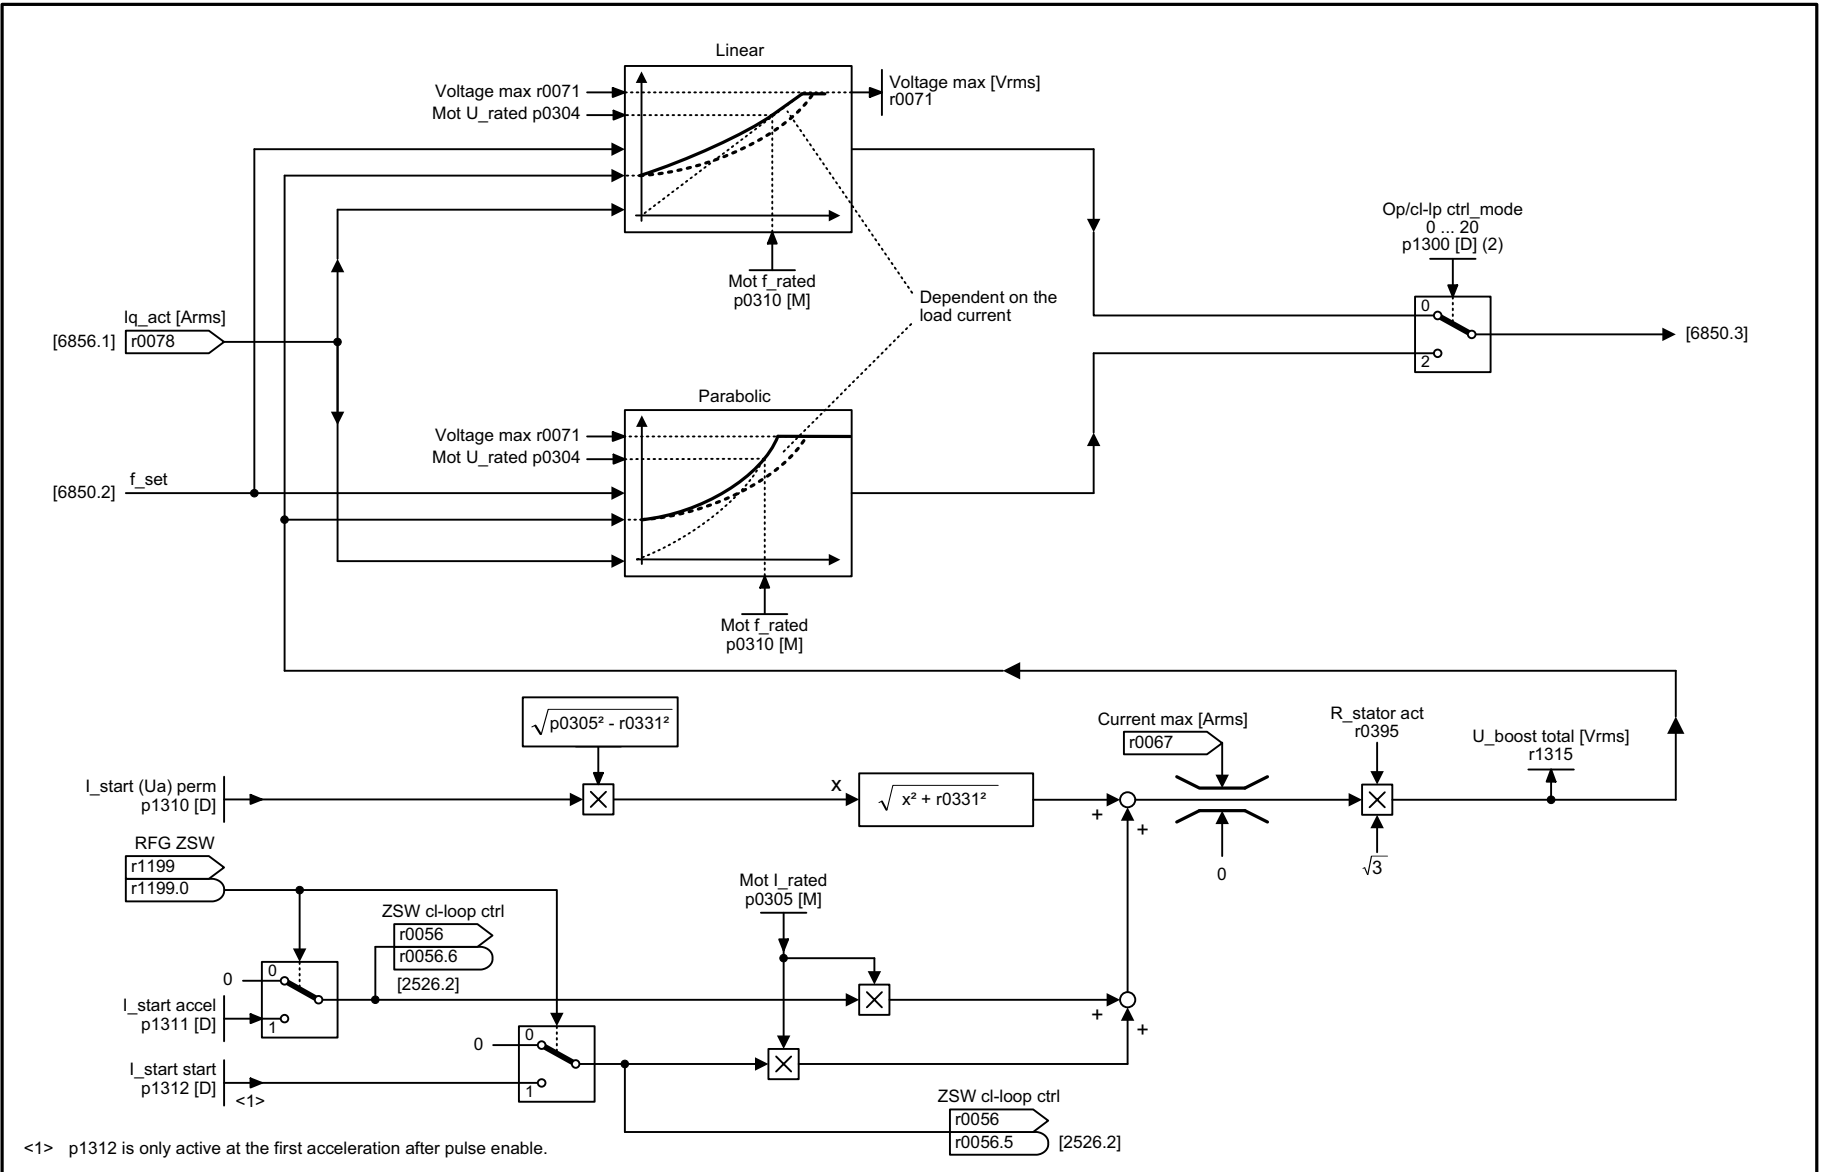 Linear
Voltage max r0071
Mot U_rated p0304
Voltage max [Vrms]
r0071
Mot f_rated
p0310 [M]
Dependent on the
load current
Op/cl-lp ctrl_mode
0 ... 20
p1300 [D] (2)
0
2
[6850.3]
Iq_act [Arms]
[6856.1]
r0078
Parabolic
Voltage max r0071
Mot U_rated p0304
[6850.2]
f_set
Mot f_rated
p0310 [M]
√p0305² - r0331²
I_start (Ua) perm
p1310 [D]
x
√x² + r0331²
+
+
Current max [Arms]
r0067
0
R_stator act
r0395
√3
U_boost total [Vrms]
r1315
RFG ZSW
r1199
r1199.0
ZSW cl-loop ctrl
r0056
r0056.6
[2526.2]
Mot I_rated
p0305 [M]
0
0
1
I_start accel
p1311 [D]
+
+
0
0
1
I_start start
p1312 [D]
<1>
ZSW cl-loop ctrl
r0056
r0056.5
[2526.2]
<1> p1312 is only active at the first acceleration after pulse enable.